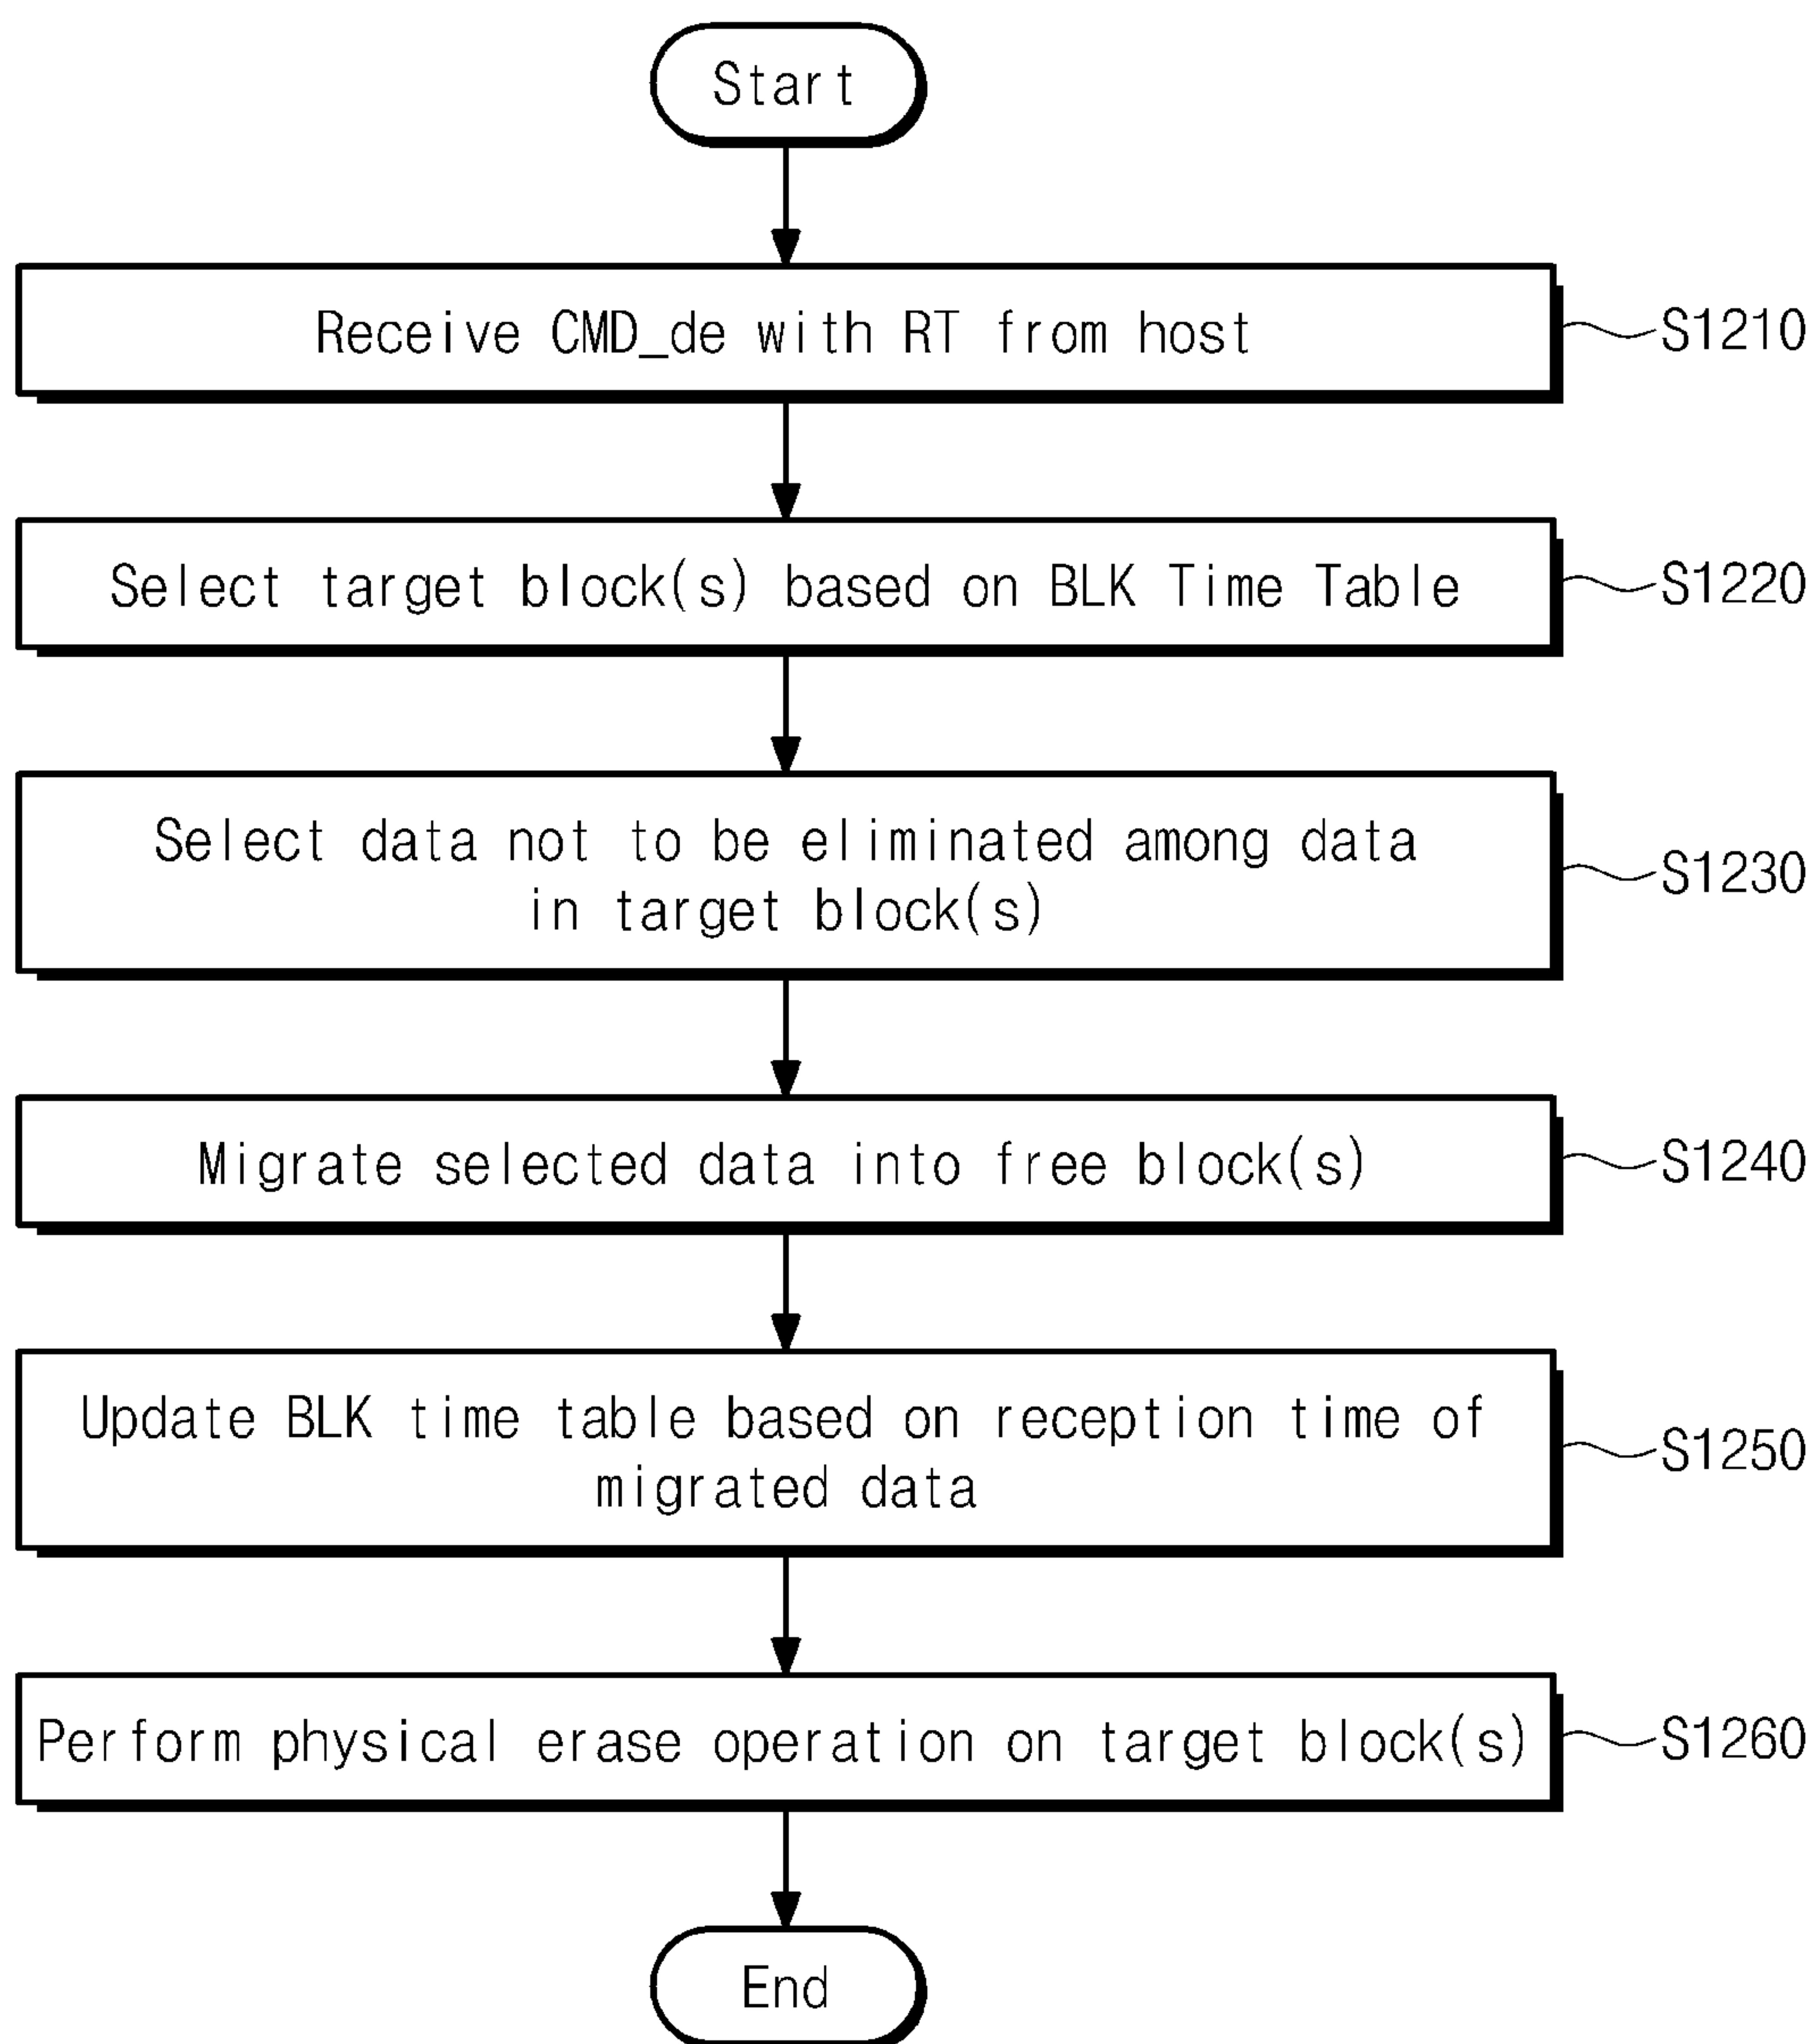 Start
Receive CMD_de with RT from host
S1210
Select target block(s) based on BLK Time Table
S1220
Select data not to be eliminated among data
in target block(s)
S1230
Migrate selected data into free block(s)
S1240
Update BLK time table based on reception time of
migrated data
S1250
Perform physical erase operation on target block(s)
S1260
End